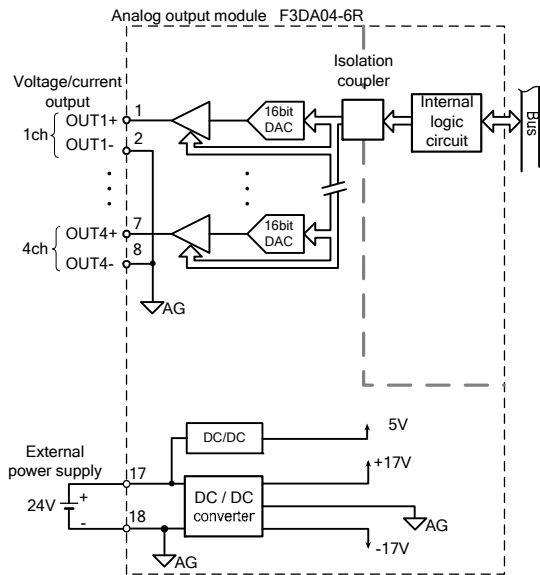 Analog output module F3DA04-6R
Isolation
coupler
Voltage/current
output
1ch
OUT1+
1
OUT1-
2
16bit
DAC
Internal
logic
circuit
Bus
4ch
OUT4+
7
OUT4-
8
16bit
DAC
AG
5V
DC/DC
External
power supply
17
+17V
24V
+
-
DC / DC
converter
18
AG
AG
-17V